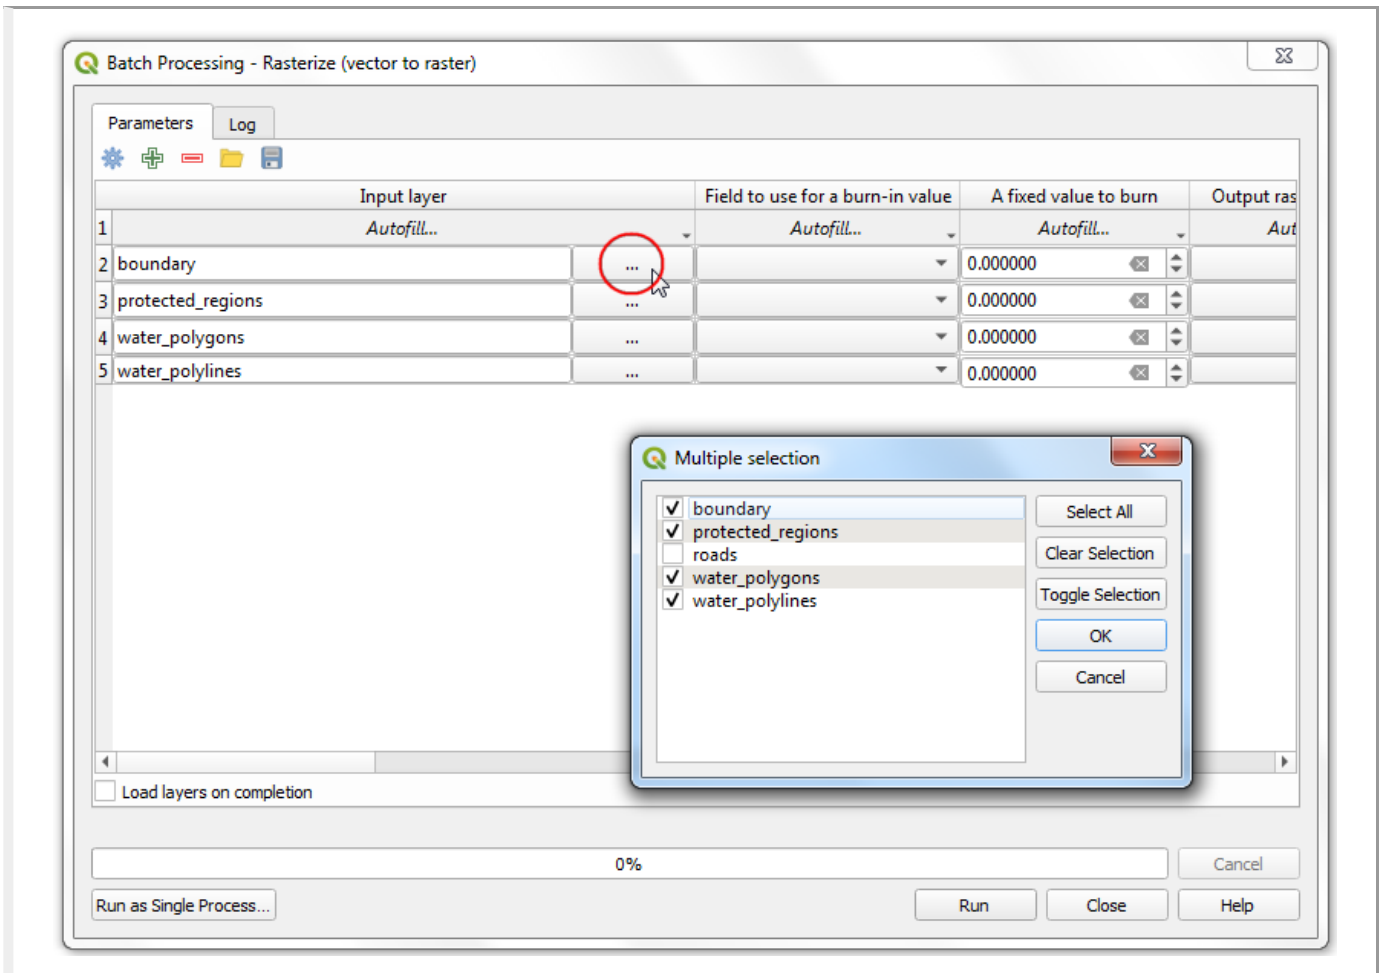 Batch Processing - Rasterize (vector to raster)
Parameters Log
Input layer Field to use for a burn-in value A fixed value to burn Output ras
1 Autofill... Autofill... Autofill... Aut
2 boundary ... 0.000000
3 protected_regions ... 0.000000
4 water_polygons ... 0.000000
5 water_polylines ... 0.000000
Multiple selection
boundary Select All
protected_regions
roads Clear Selection
water_polygons
water_polylines Toggle Selection
OK
Cancel
Load layers on completion
0% Cancel
Run as Single Process... Run Close Help